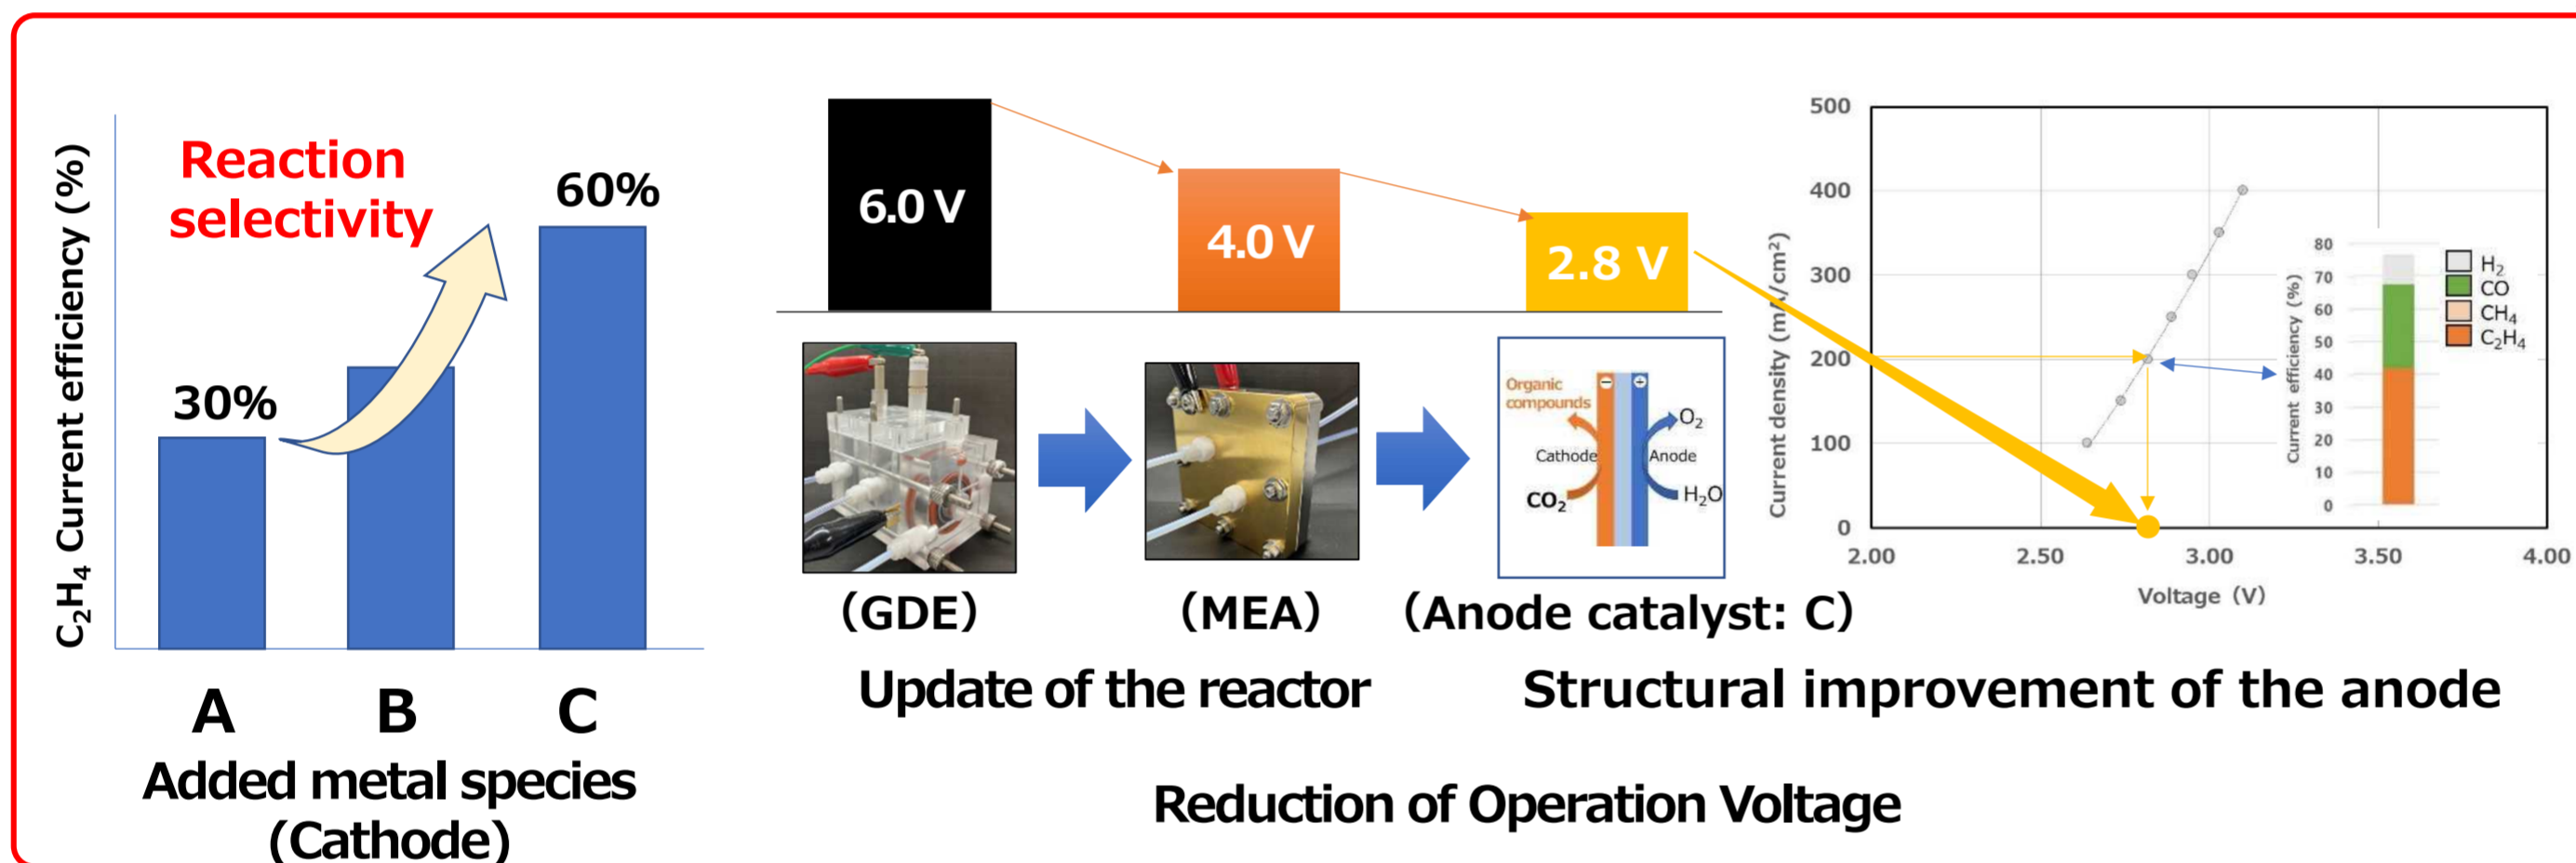 C₂H₄ Current efficiency (%)
Reaction
selectivity
30%
60%
A
B
C
Added metal species
(Cathode)
6.0 V
4.0 V
2.8 V
(GDE)
(MEA)
Organic
compounds
−
+
O₂
Cathode
Anode
CO₂
H₂O
(Anode catalyst: C)
Update of the reactor
Structural improvement of the anode
Reduction of Operation Voltage
Current density (mA/cm²)
500
400
300
200
100
0
2.00
2.50
3.00
3.50
4.00
Voltage (V)
Current efficiency (%)
80
70
60
50
40
30
20
10
0
H₂
CO
CH₄
C₂H₄